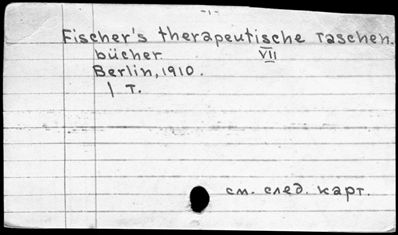 -1-
Fischer's therapeutische Taschen.
bücher VII
Berlin, 1910.
1 т.
см. след. карт.